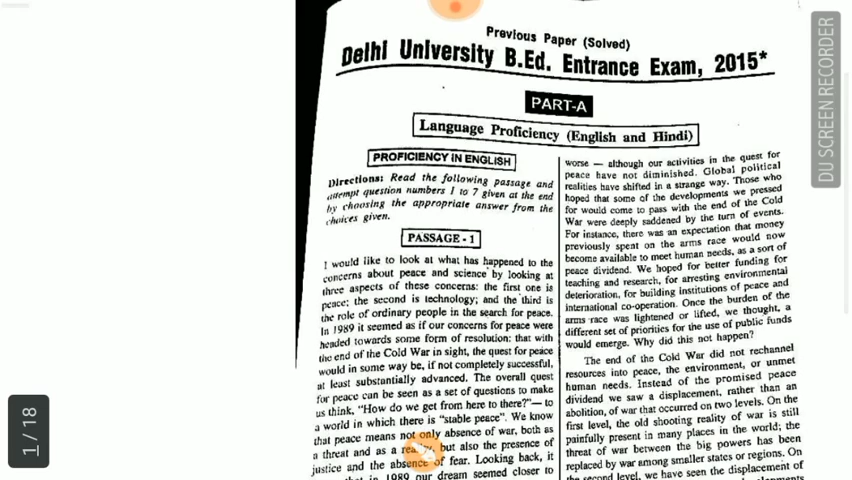 Previous Paper (Solved)
Delhi University B.Ed. Entrance Exam, 2015*
PART-A
Language Proficiency (English and Hindi)
PROFICIENCY IN ENGLISH
Directions: Read the following passage and
attempt question numbers 1 to 7 given at the end
by choosing the appropriate answer from the
choices given.
PASSAGE - 1
I would like to look at what has happened to the
concerns about peace and science by looking at
three aspects of these concerns: the first one is
peace; the second is technology; and the third is
the role of ordinary people in the search for peace.
In 1989 it seemed as if our concerns for peace were
headed towards some form of resolution: that with
the end of the Cold War in sight, the quest for peace
would in some way be, if not completely successful,
at least substantially advanced. The overall quest
for peace can be seen as a set of questions to make
us think, "How do we get from here to there?"— to
a world in which there is "stable peace". We know
that peace means not only absence of war, both as
a threat and as a but also the presence of
justice and the absence of fear. Looking back, it
that in 1989 our dream seemed closer to
worse — although our activities in the quest for
peace have not diminished. Global political
realities have shifted in a strange way. Those who
hoped that some of the developments we pressed
for would come to pass with the end of the Cold
War were deeply saddened by the turn of events.
For instance, there was an expectation that money
previously spent on the arms race would now
become available to meet human needs, as a sort of
peace dividend. We hoped for better funding for
teaching and research, for arresting environmental
deterioration, for building institutions of peace and
international co-operation. Once the burden of the
arms race was lightened or lifted, we thought, a
different set of priorities for the use of public funds
would emerge. Why did this not happen?
The end of the Cold War did not rechannel
resources into peace, the environment, or unmet
human needs. Instead of the promised peace
dividend we saw a displacement, rather than an
abolition, of war that occurred on two levels. On the
first level, the old shooting reality of war is still
painfully present in many places in the world; the
threat of war between the big powers has been
replaced by war among smaller states or regions. On
the second level, we have seen the displacement of
1 / 18
DU SCREEN RECORDER